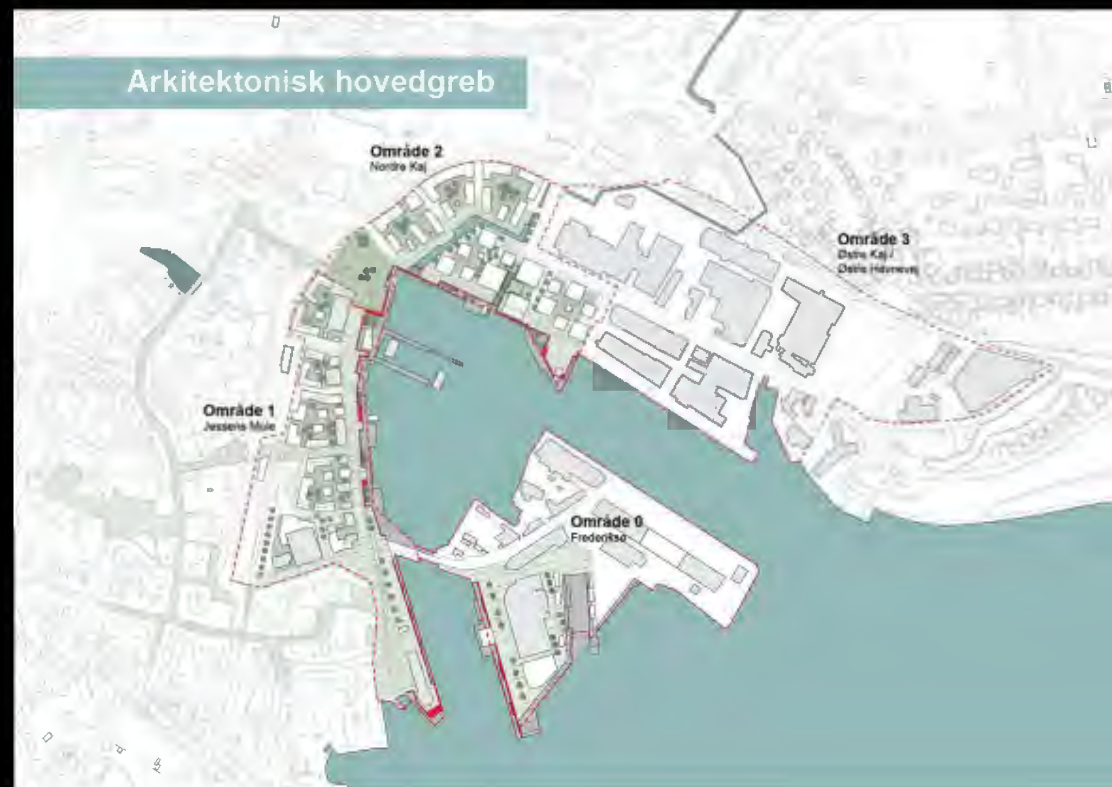 Arkitektonisk hovedgreb
Område 2
Nordre Kaj
Område 3
Østre Kaj /
Østre Havnevej
Område 1
Jessens Mole
Område 0
Frederiksø